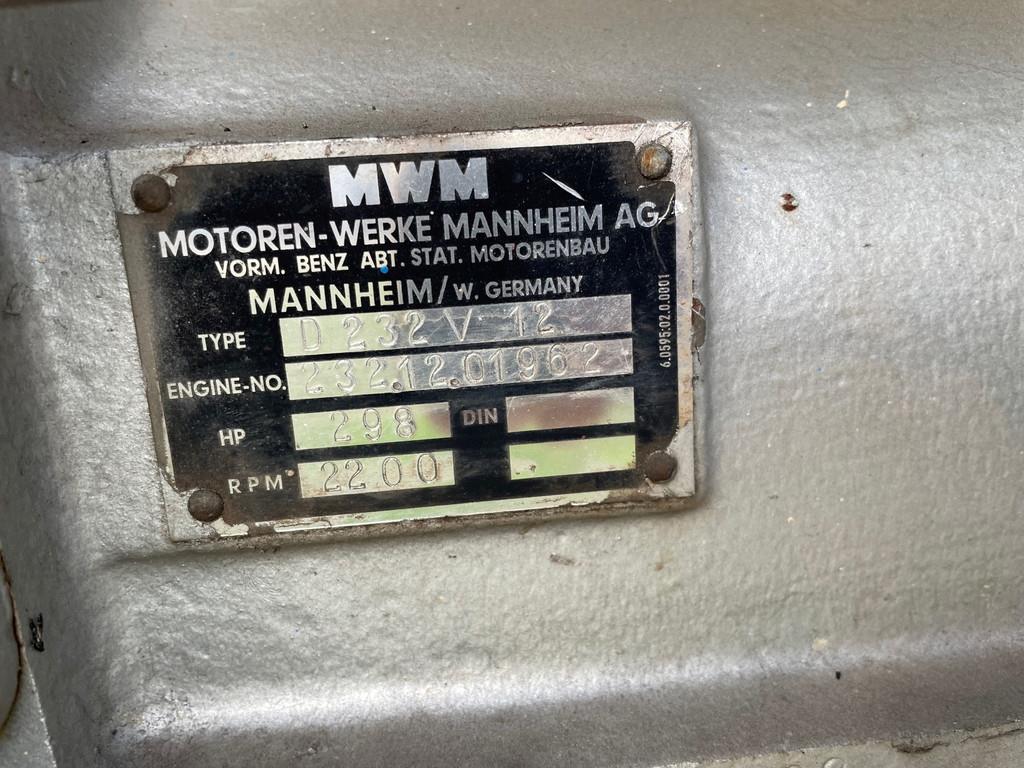 MWM
MOTOREN-WERKE MANNHEIM AG
VORM. BENZ ABT. STAT. MOTORENBAU
MANNHEIM/W. GERMANY
TYPE D 232 V 12
ENGINE-NO. 232.12.01962
HP 298 DIN
RPM 2200
6.0595.02.0.0001